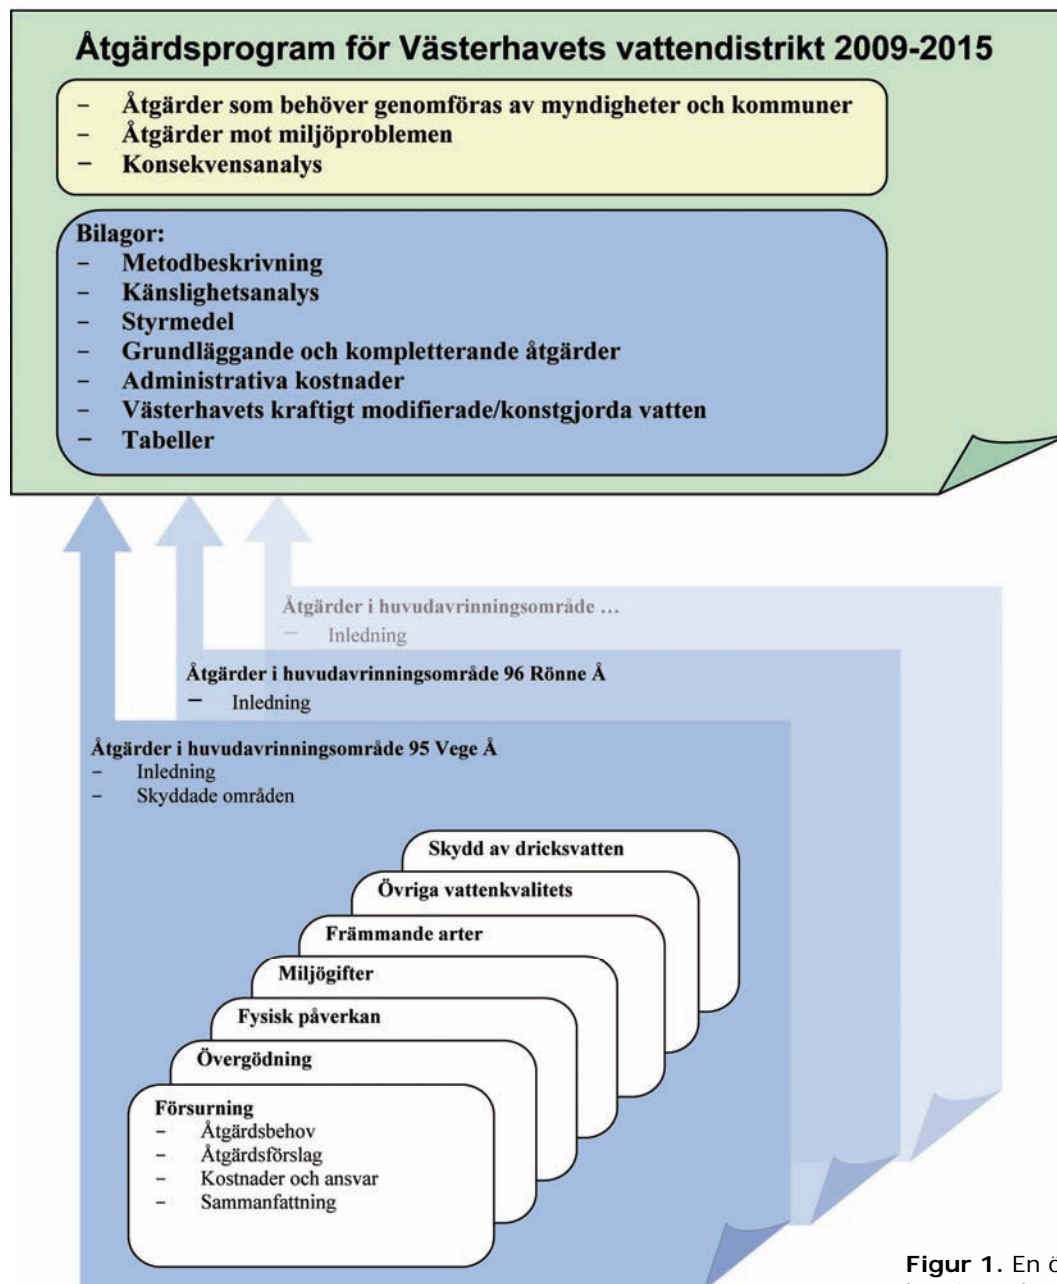 Åtgärdsprogram för Västerhavets vattendistrikt 2009-2015
– Åtgärder som behöver genomföras av myndigheter och kommuner
– Åtgärder mot miljöproblemen
– Konsekvensanalys
Bilagor:
– Metodbeskrivning
– Känslighetsanalys
– Styrmedel
– Grundläggande och kompletterande åtgärder
– Administrativa kostnader
– Västerhavets kraftigt modifierade/konstgjorda vatten
– Tabeller
Åtgärder i huvudavrinningsområde ...
– Inledning
Åtgärder i huvudavrinningsområde 96 Rönne Å
– Inledning
Åtgärder i huvudavrinningsområde 95 Vege Å
– Inledning
– Skyddade områden
Skydd av dricksvatten
Övriga vattenkvalitets
Främmande arter
Miljögifter
Fysisk påverkan
Övergödning
Försurning
– Åtgärdsbehov
– Åtgärdsförslag
– Kostnader och ansvar
– Sammanfattning
Figur 1. En